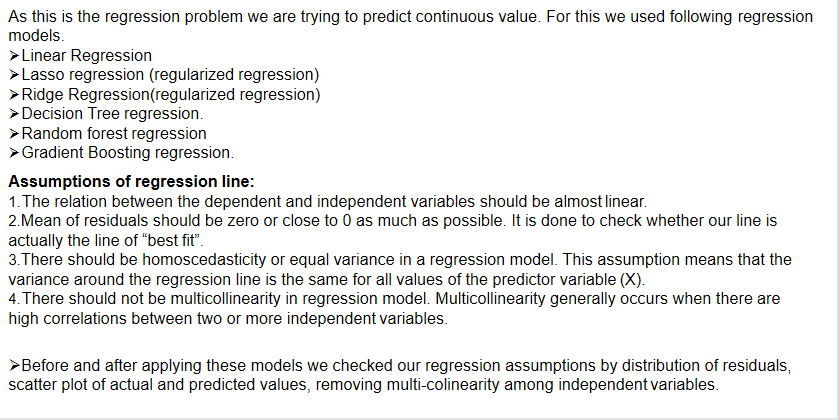 As this is the regression problem we are trying to predict continuous value. For this we used following regression
models.
➢Linear Regression
➢Lasso regression (regularized regression)
➢Ridge Regression(regularized regression)
➢Decision Tree regression.
➢Random forest regression
➢Gradient Boosting regression.
Assumptions of regression line:
1.The relation between the dependent and independent variables should be almost linear.
2.Mean of residuals should be zero or close to 0 as much as possible. It is done to check whether our line is
actually the line of “best fit”.
3.There should be homoscedasticity or equal variance in a regression model. This assumption means that the
variance around the regression line is the same for all values of the predictor variable (X).
4.There should not be multicollinearity in regression model. Multicollinearity generally occurs when there are
high correlations between two or more independent variables.
➢Before and after applying these models we checked our regression assumptions by distribution of residuals,
scatter plot of actual and predicted values, removing multi-colinearity among independent variables.